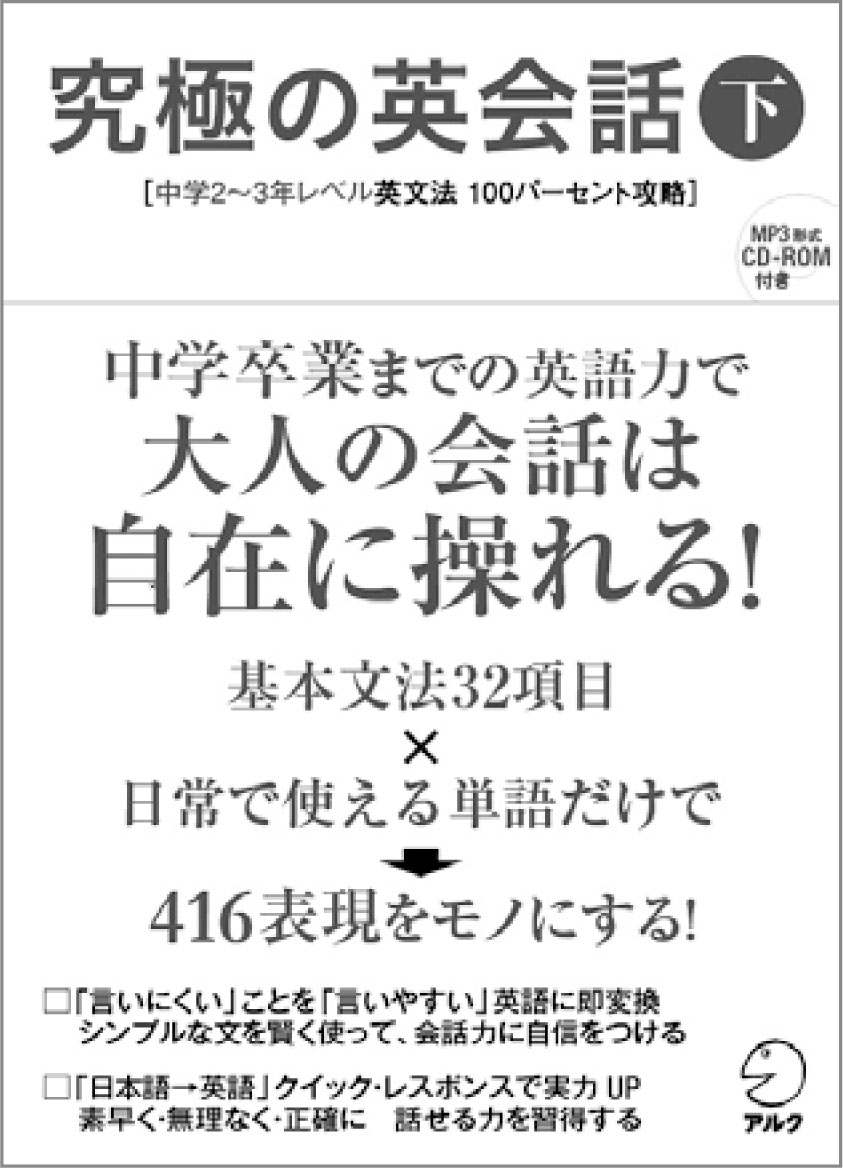 究極の英会話 下
[中学2〜3年レベル英文法 100パーセント攻略]
MP3形式
CD-ROM
付き
中学卒業までの英語力で
大人の会話は
自在に操れる!
基本文法32項目
×
日常で使える単語だけで
416表現をモノにする!
□「言いにくい」ことを「言いやすい」英語に即変換
シンプルな文を賢く使って、会話力に自信をつける
□「日本語→英語」クイック・レスポンスで実力UP
素早く・無理なく・正確に　話せる力を習得する
アルク